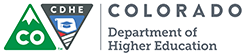 CO
CDHE
COLORADO
Department of
Higher Education